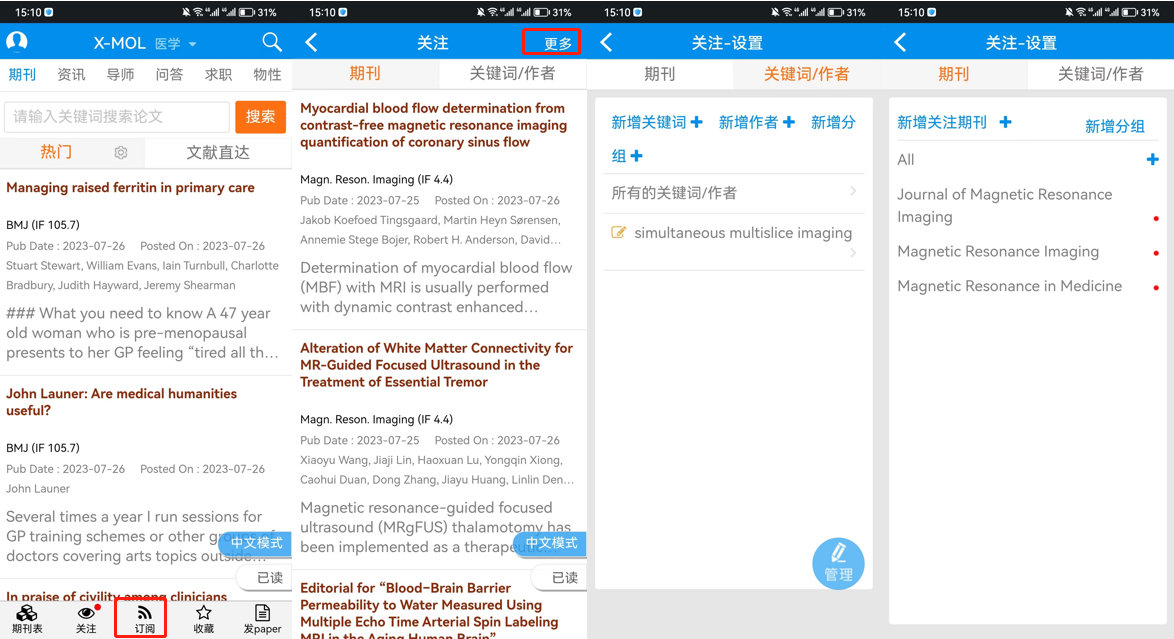 15:10
31%
X-MOL 医学
期刊 资讯 导师 问答 求职 物性
请输入关键词搜索论文
搜索
热门 文献直达
Managing raised ferritin in primary care
BMJ (IF 105.7)
Pub Date : 2023-07-26 Posted On : 2023-07-26
Stuart Stewart, William Evans, Iain Turnbull, Charlotte
Bradbury, Judith Hayward, Jeremy Shearman
### What you need to know A 47 year
old woman who is pre-menopausal
presents to her GP feeling “tired all th…
John Launer: Are medical humanities
useful?
BMJ (IF 105.7)
Pub Date : 2023-07-26 Posted On : 2023-07-26
John Launer
Several times a year I run sessions for
GP training schemes or other groups of
doctors covering arts topics outside…
中文模式
已读
In praise of civility among clinicians
期刊表 关注 订阅 收藏 发paper
15:10
31%
关注
更多
期刊 关键词/作者
Myocardial blood flow determination from
contrast-free magnetic resonance imaging
quantification of coronary sinus flow
Magn. Reson. Imaging (IF 4.4)
Pub Date : 2023-07-25 Posted On : 2023-07-26
Jakob Koefoed Tingsgaard, Martin Heyn Sørensen,
Annemie Stege Bojer, Robert H. Anderson, David…
Determination of myocardial blood flow
(MBF) with MRI is usually performed
with dynamic contrast enhanced…
Alteration of White Matter Connectivity for
MR-Guided Focused Ultrasound in the
Treatment of Essential Tremor
Magn. Reson. Imaging (IF 4.4)
Pub Date : 2023-07-25 Posted On : 2023-07-26
Xiaoyu Wang, Jiaji Lin, Haoxuan Lu, Yongqin Xiong,
Caohui Duan, Dong Zhang, Jiayu Huang, Linlin Den…
Magnetic resonance-guided focused
ultrasound (MRgFUS) thalamotomy has
been implemented as a therapeutic…
中文模式
已读
Editorial for “Blood–Brain Barrier
Permeability to Water Measured Using
Multiple Echo Time Arterial Spin Labeling
MRI in the Aging Human Brain”
15:10
31%
关注-设置
期刊 关键词/作者
新增关键词 新增作者 新增分
组
所有的关键词/作者
simultaneous multislice imaging
管理
15:10
31%
关注-设置
期刊 关键词/作者
新增关注期刊 新增分组
All
Journal of Magnetic Resonance
Imaging
Magnetic Resonance Imaging
Magnetic Resonance in Medicine